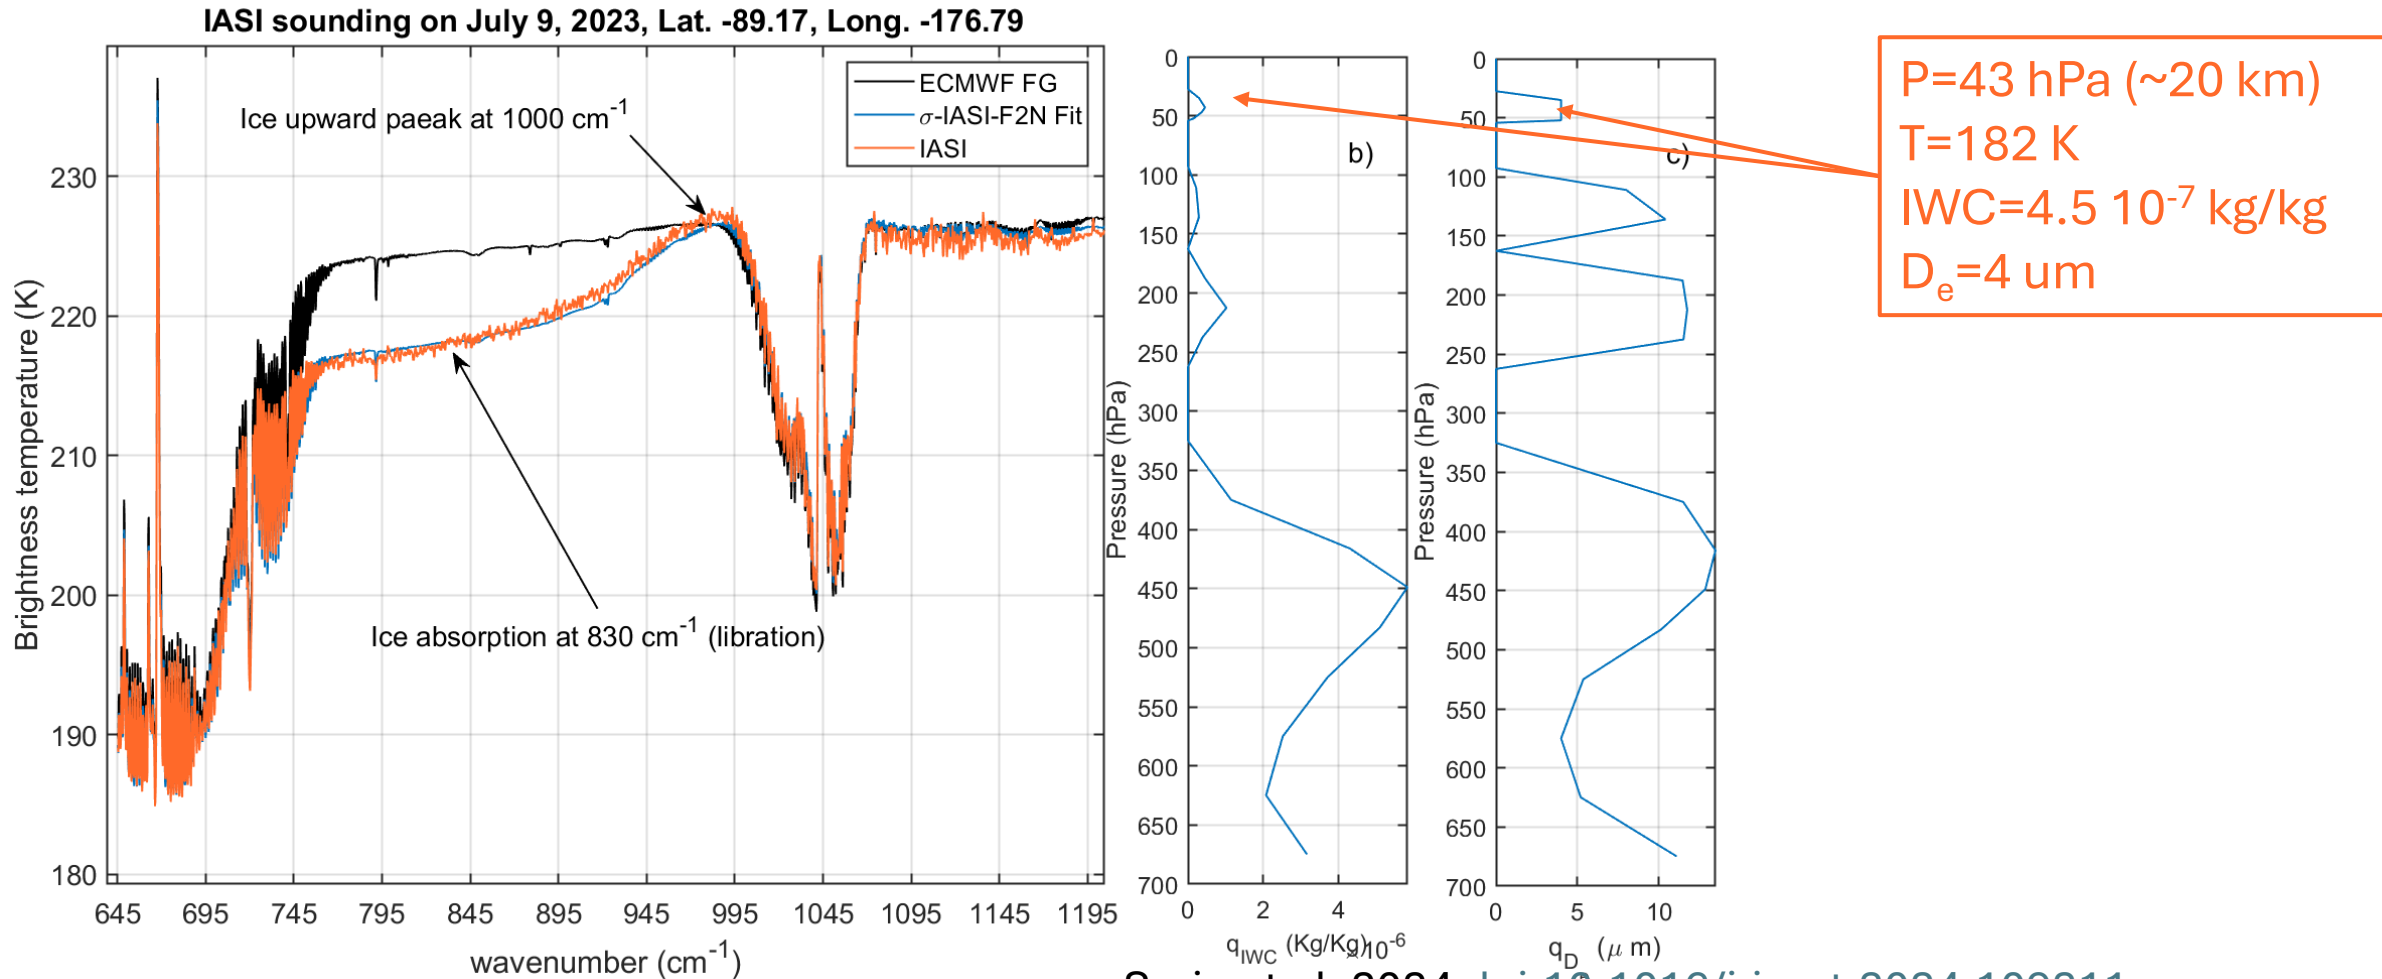 IASI sounding on July 9, 2023, Lat. -89.17, Long. -176.79
ECMWF FG
σ-IASI-F2N Fit
IASI
Ice upward paeak at 1000 cm-1
Ice absorption at 830 cm-1 (libration)
Brightness temperature (K)
230
220
210
200
190
180
645 695 745 795 845 895 945 995 1045 1095 1145 1195
wavenumber (cm-1)
b)
Pressure (hPa)
0
50
100
150
200
250
300
350
400
450
500
550
600
650
700
0 2 4
qIWC (Kg/Kg)
10-6
c)
Pressure (hPa)
0
50
100
150
200
250
300
350
400
450
500
550
600
650
700
0 5 10
qD (μ m)
P=43 hPa (~20 km)
T=182 K
IWC=4.5 10-7 kg/kg
De=4 um